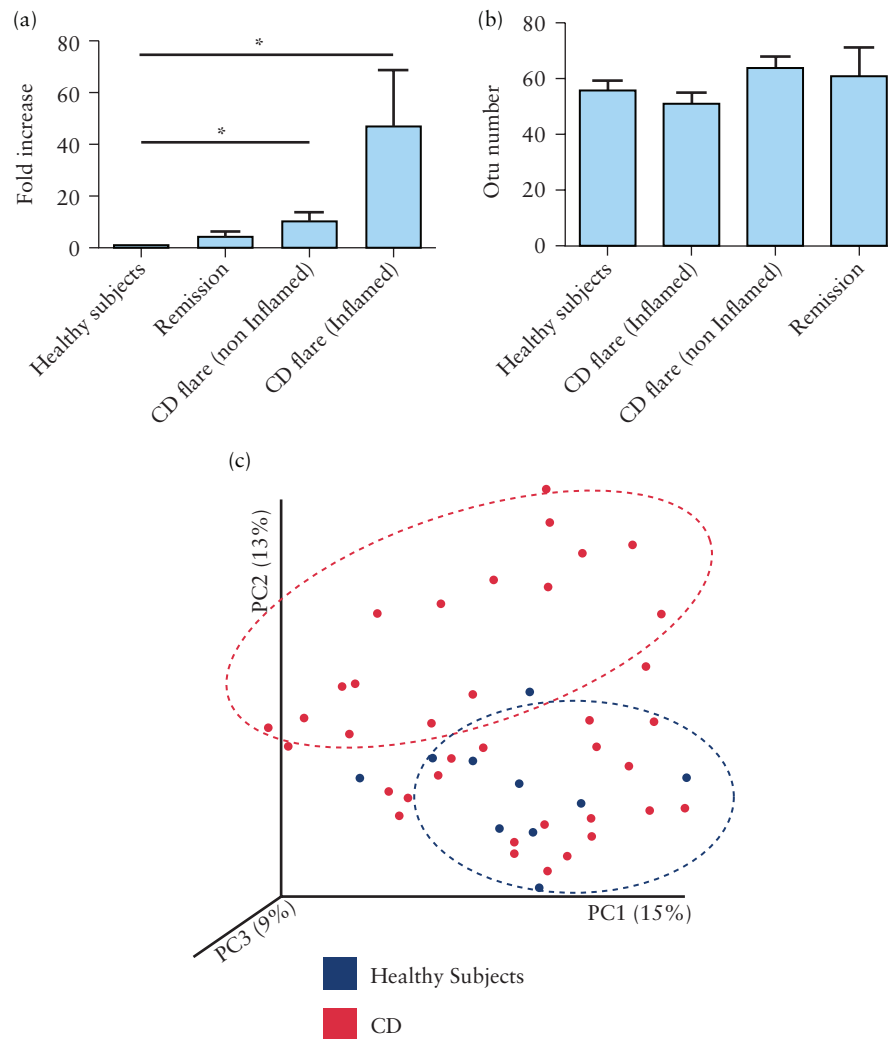 (a)
80
60
40
20
0
Fold increase
*
*
Healthy subjects
Remission
CD flare (non Inflamed)
CD flare (Inflamed)
(b)
80
60
40
20
0
Otu number
Healthy subjects
CD flare (Inflamed)
CD flare (non Inflamed)
Remission
(c)
PC2 (13%)
PC1 (15%)
PC3 (9%)
Healthy Subjects
CD